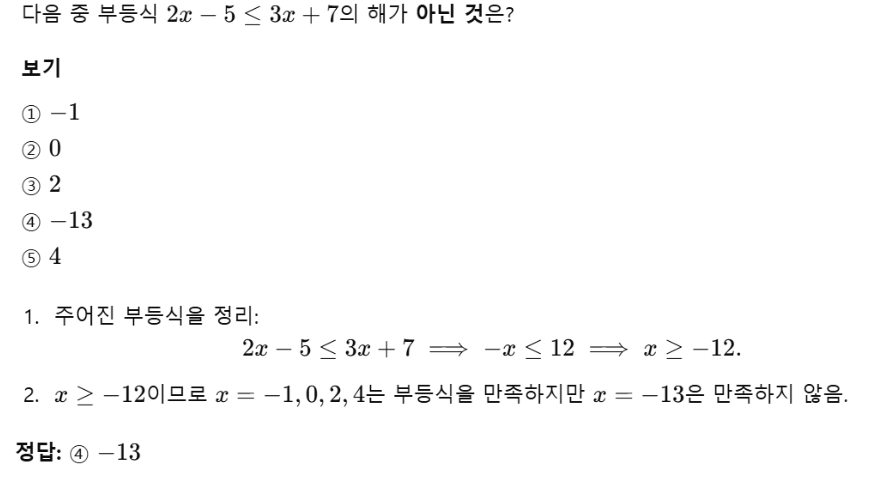 다음 중 부등식 2x − 5 ≤ 3x + 7의 해가 아닌 것은?
보기
① −1
② 0
③ 2
④ −13
⑤ 4
1. 주어진 부등식을 정리:
2x − 5 ≤ 3x + 7 ⟹ −x ≤ 12 ⟹ x ≥ −12.
2. x ≥ −12이므로 x = −1, 0, 2, 4는 부등식을 만족하지만 x = −13은 만족하지 않음.
정답: ④ −13